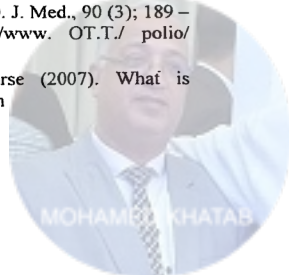 ). J. Med., 90 (3); 189 –
/www. OT.T./ polio/
rse (2007). What is
MOHAMED KHATAB